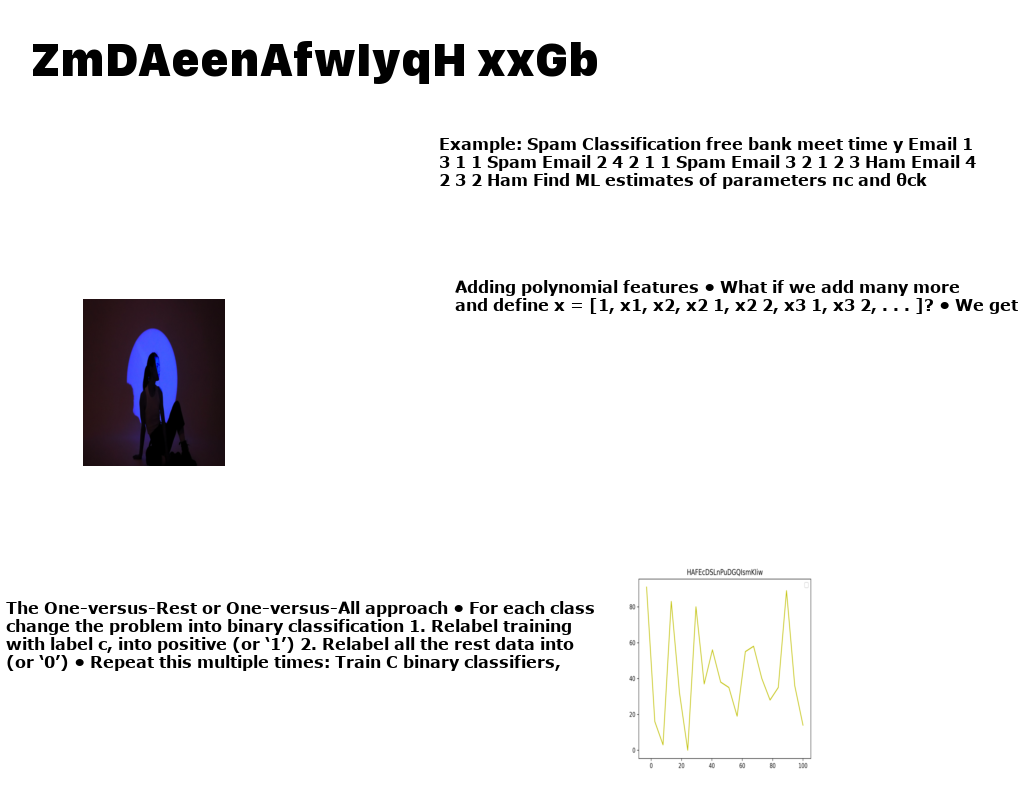 ZmDAeenAfwIyqH xxGb
Example: Spam Classification free bank meet time y Email 1
3 1 1 Spam Email 2 4 2 1 1 Spam Email 3 2 1 2 3 Ham Email 4
2 3 2 Ham Find ML estimates of parameters πc and θck
Adding polynomial features ● What if we add many more
and define x = [1, x1, x2, x2 1, x2 2, x3 1, x3 2, . . . ]? ● We get
The One-versus-Rest or One-versus-All approach ● For each class
change the problem into binary classification 1. Relabel training
with label c, into positive (or ‘1’) 2. Relabel all the rest data into
(or ‘0’) ● Repeat this multiple times: Train C binary classifiers,
HAFEcDSLnPuDGQIsmKliw
80
60
40
20
0
0 20 40 60 80 100